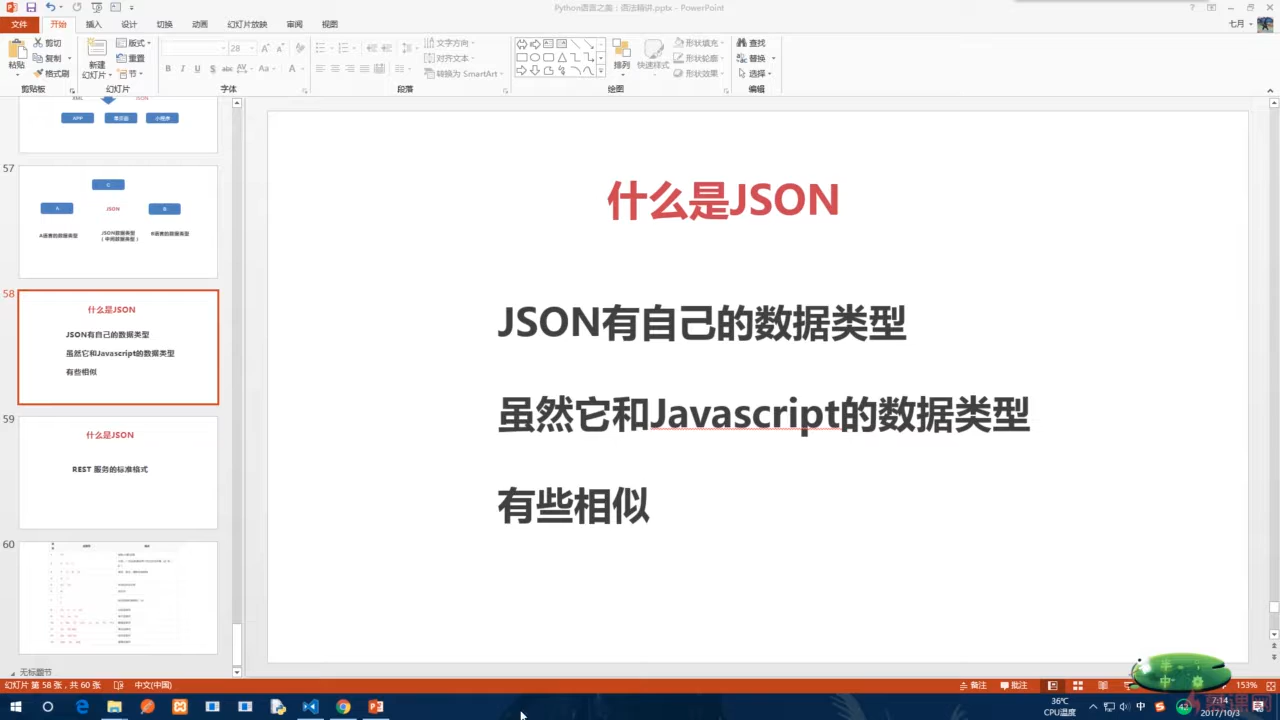 Python语言之美：语法精讲.pptx - PowerPoint
文件 开始 插入 设计 切换 动画 幻灯片放映 审阅 视图
七月
粘贴 剪切 复制 格式刷
剪贴板
新建 幻灯片 版式 重置 节
幻灯片
28
字体
文字方向
对齐文本
转换为 SmartArt
段落
排列 快速样式
形状填充
形状轮廓
形状效果
绘图
查找
替换
选择
编辑
XML JSON
APP 小程序
57
C
A JSON B
A语言的数据类型 JSON数据类型 B语言的数据类型
（中间数据类型）
58
什么是JSON
JSON有自己的数据类型
虽然它和Javascript的数据类型
有些相似
59
什么是JSON
REST 服务的标准格式
60
无标题节
什么是JSON
JSON有自己的数据类型
虽然它和Javascript的数据类型
有些相似
幻灯片 第 58 张，共 60 张 中文(中国) 备注 批注 153%
36℃
CPU温度
中
7:14
2017/10/3